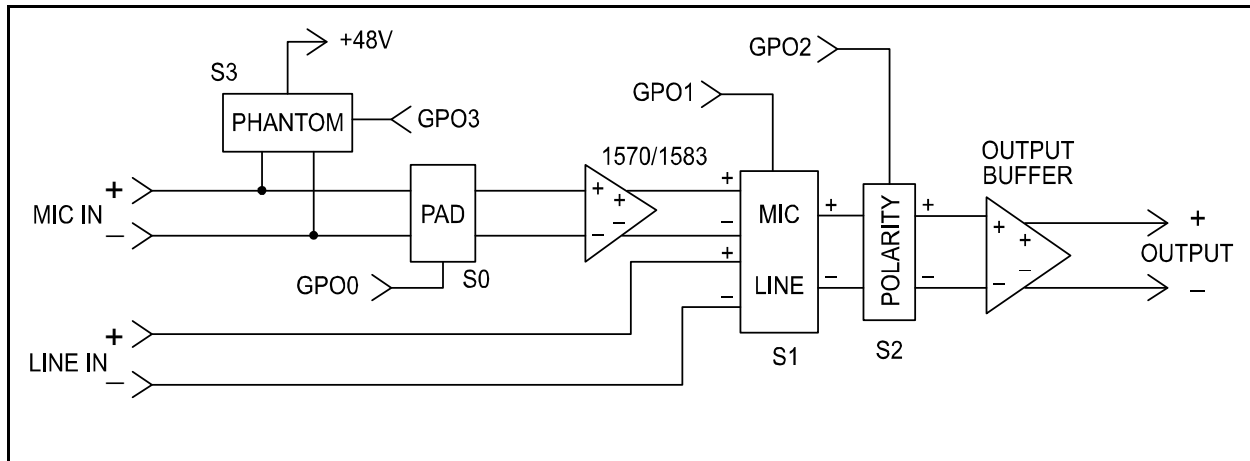 +48V
S3
PHANTOM
GPO3
GPO2
GPO1
1570/1583
OUTPUT
BUFFER
MIC IN
+
−
PAD
S0
GPO0
+
−
+
−
+
−
+
−
MIC
LINE
S1
+
−
POLARITY
S2
+
−
+
−
+
−
+
OUTPUT
−
LINE IN
+
−